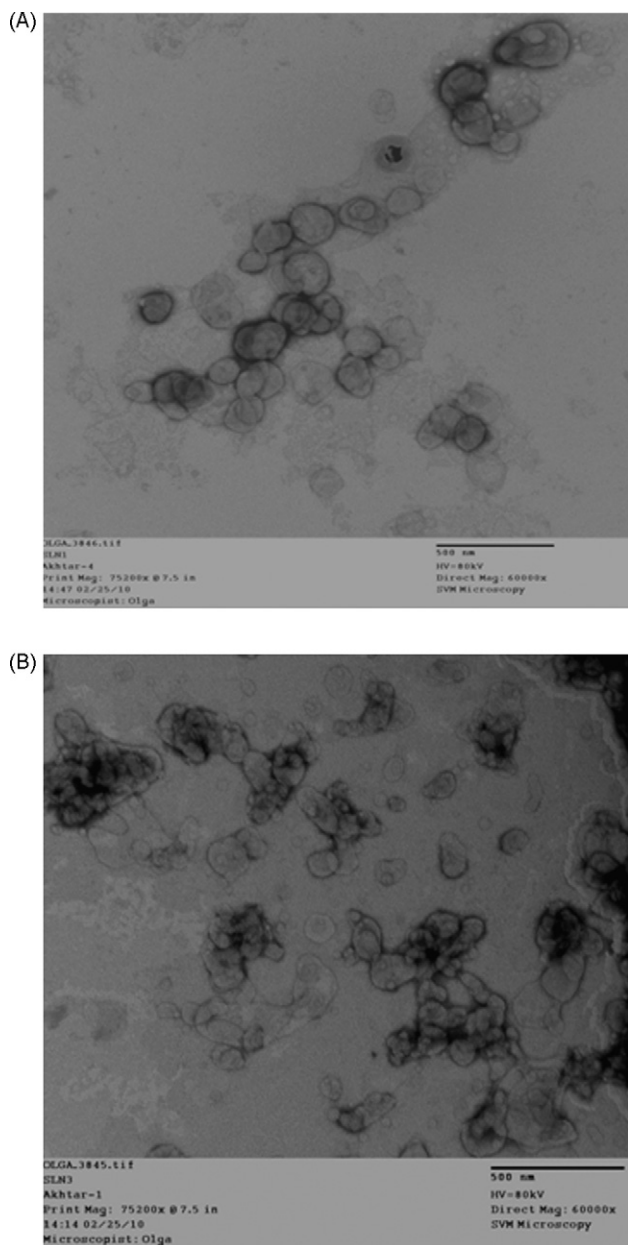 (A)
OLGA_3846.tif
SLN1
Akhtar-4
Print Mag: 75200x @ 7.5 in
14:47 02/25/10
Microscopist: Olga
500 nm
HV=80kV
Direct Mag: 60000x
SVM Microscopy
(B)
OLGA_3845.tif
SLN3
Akhtar-1
Print Mag: 75200x @ 7.5 in
14:14 02/25/10
Microscopist: Olga
500 nm
HV=80kV
Direct Mag: 60000x
SVM Microscopy